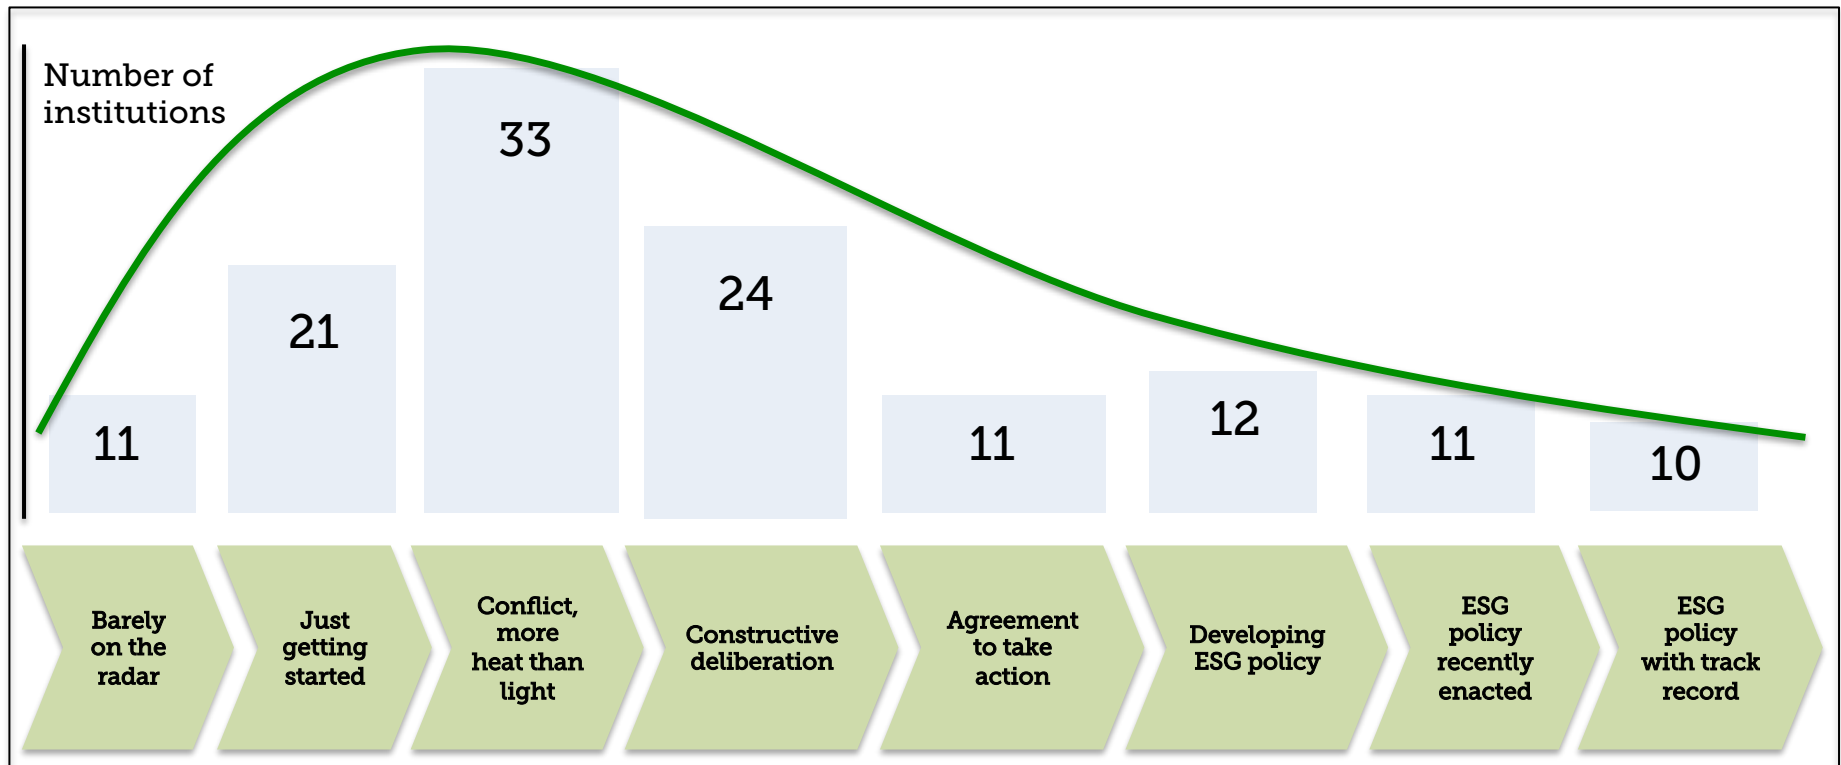 Number of
institutions
33
21
24
11
11
12
11
10
Barely
on the
radar
Just
getting
started
Conflict,
more
heat than
light
Constructive
deliberation
Agreement
to take
action
Developing
ESG policy
ESG
policy
recently
enacted
ESG
policy
with track
record